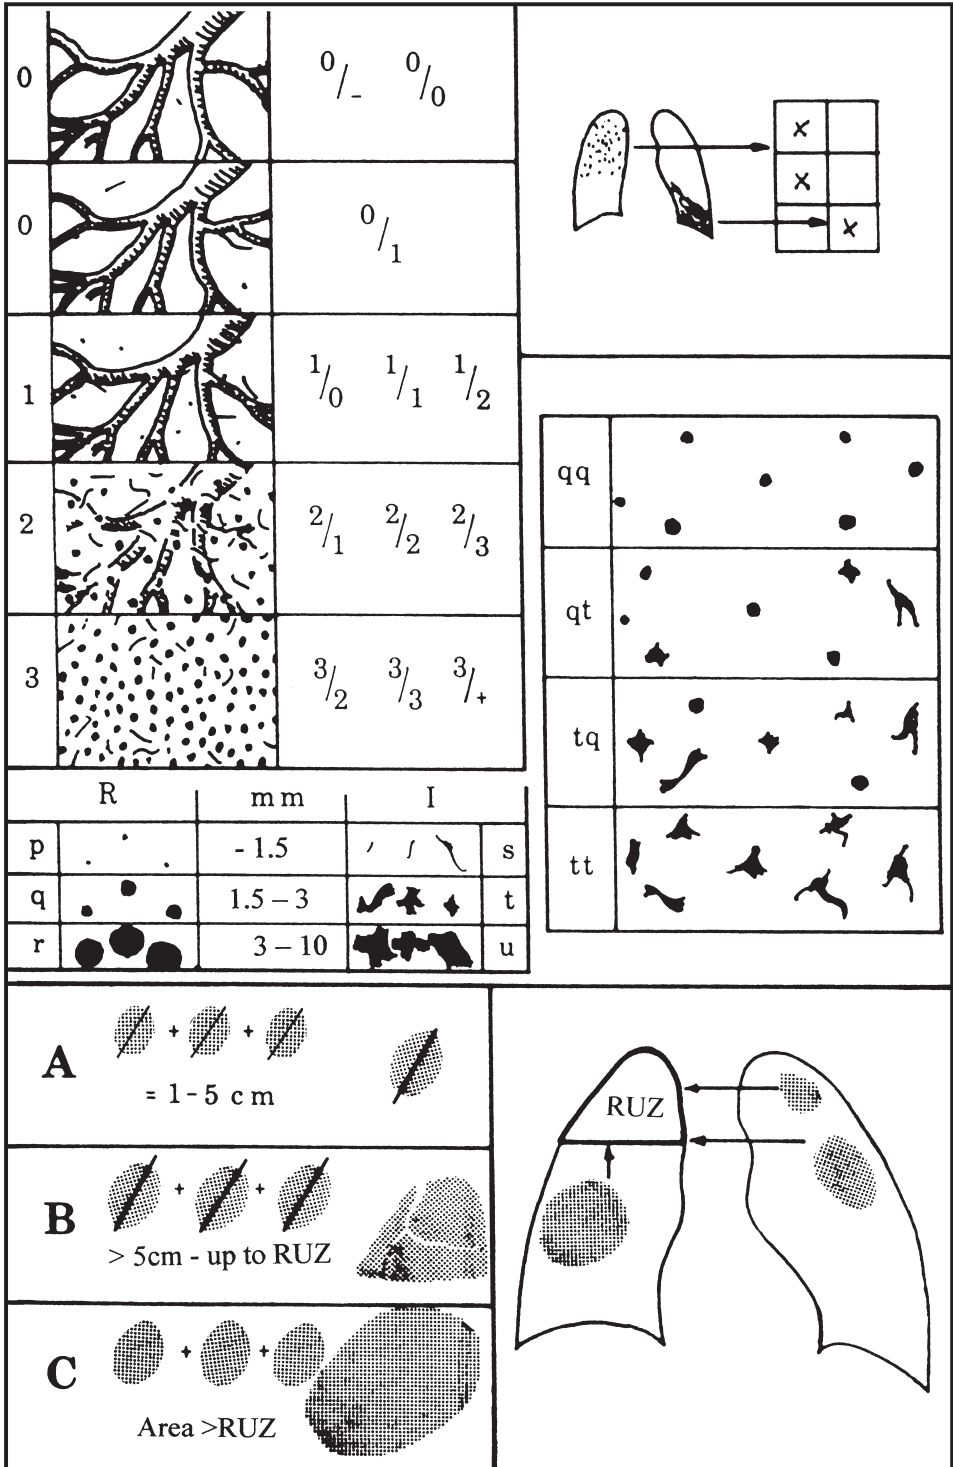 0 0/- 0/0
0 0/1
1 1/0 1/1 1/2
2 2/1 2/2 2/3
3 3/2 3/3 3/+
R mm I
p - 1.5 s
q 1.5 – 3 t
r 3 – 10 u
x
x
x
qq
qt
tq
tt
A + +
= 1-5 cm
B + +
> 5cm - up to RUZ
C + +
Area >RUZ
RUZ